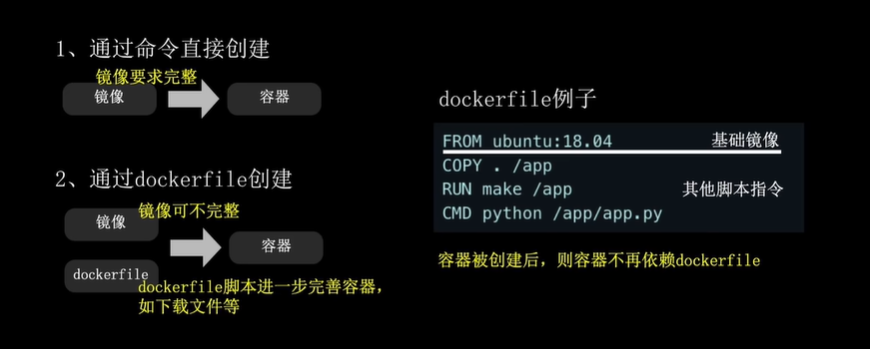 1、通过命令直接创建
镜像要求完整
镜像
容器
2、通过dockerfile创建
镜像
镜像可不完整
容器
dockerfile
dockerfile脚本进一步完善容器，
如下载文件等
dockerfile例子
FROM ubuntu:18.04 基础镜像
COPY . /app
RUN make /app 其他脚本指令
CMD python /app/app.py
容器被创建后，则容器不再依赖dockerfile